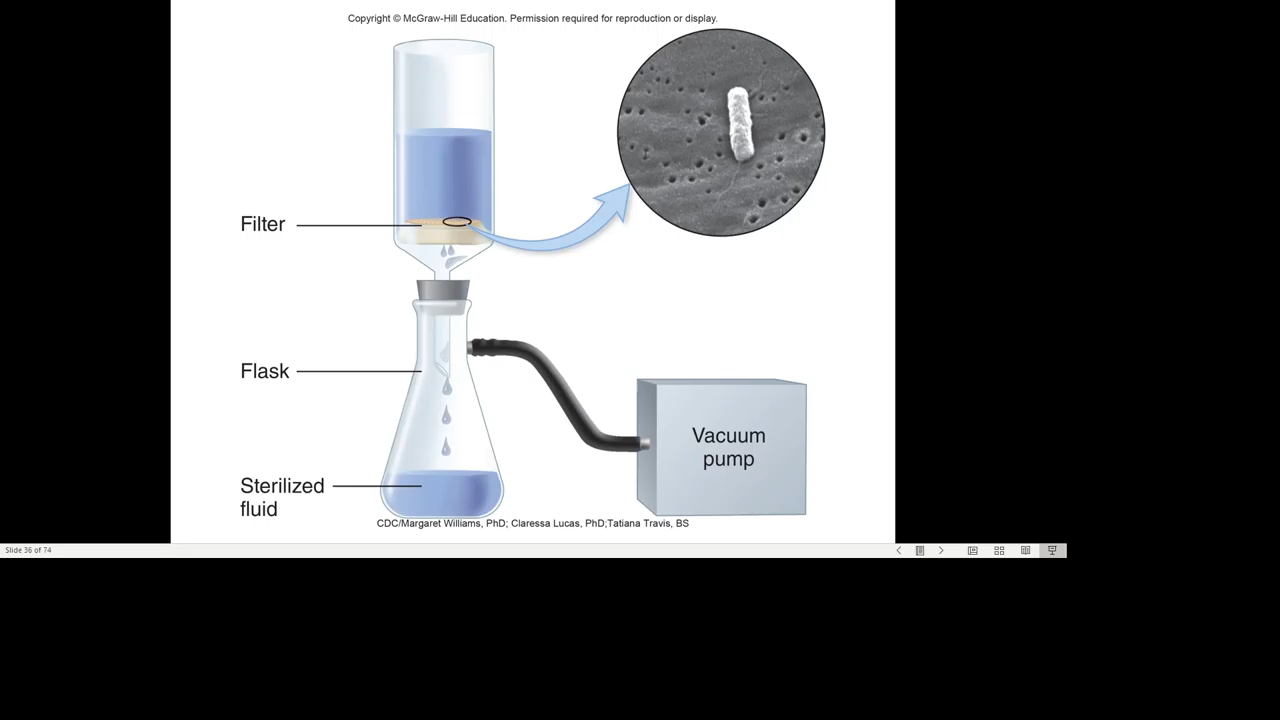 Copyright © McGraw-Hill Education. Permission required for reproduction or display.
Filter
Flask
Vacuum
pump
Sterilized
fluid
CDC/Margaret Williams, PhD; Claressa Lucas, PhD;Tatiana Travis, BS
Slide 36 of 74